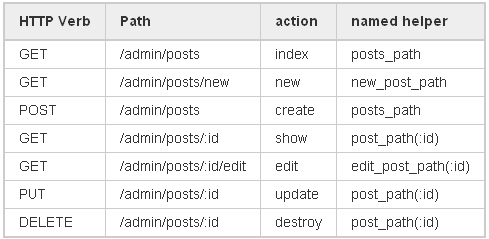 HTTP Verb Path action named helper
GET /admin/posts index posts_path
GET /admin/posts/new new new_post_path
POST /admin/posts create posts_path
GET /admin/posts/:id show post_path(:id)
GET /admin/posts/:id/edit edit edit_post_path(:id)
PUT /admin/posts/:id update post_path(:id)
DELETE /admin/posts/:id destroy post_path(:id)